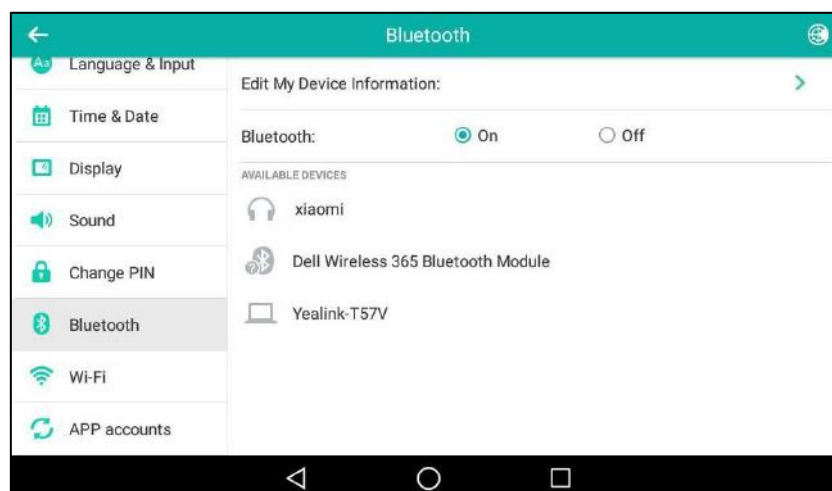 Bluetooth
Aa Language & Input
Time & Date
Display
Sound
Change PIN
Bluetooth
Wi-Fi
APP accounts
Edit My Device Information:
Bluetooth: On Off
AVAILABLE DEVICES
xiaomi
Dell Wireless 365 Bluetooth Module
Yealink-T57V